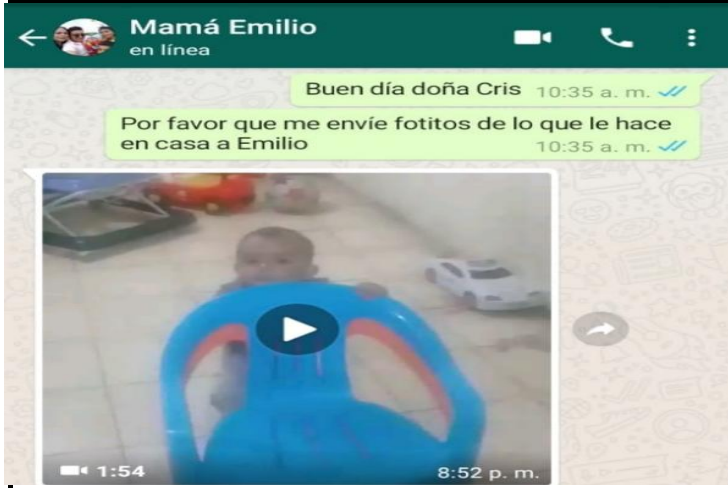 Mamá Emilio
en línea
Buen día doña Cris 10:35 a. m.
Por favor que me envíe fotitos de lo que le hace
en casa a Emilio 10:35 a. m.
1:54 8:52 p. m.